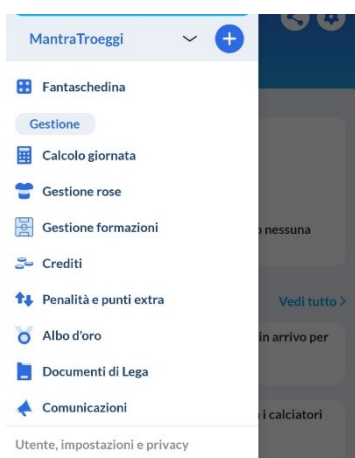 MantraTroeggi
Fantaschedina
Gestione
Calcolo giornata
Gestione rose
Gestione formazioni
o nessuna
Crediti
Penalità e punti extra
Vedi tutto >
Albo d'oro
in arrivo per
Documenti di Lega
Comunicazioni
i calciatori
Utente, impostazioni e privacy